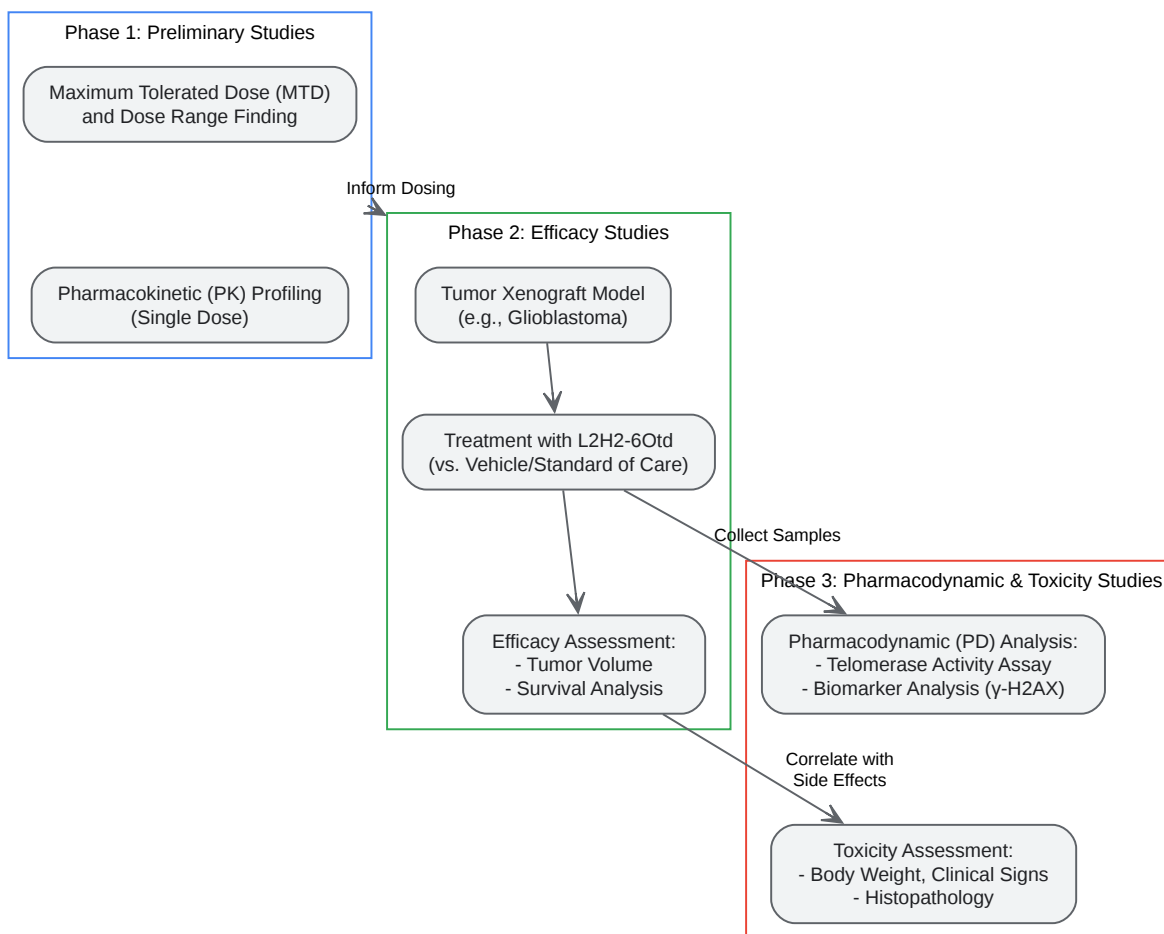 Phase 1: Preliminary Studies
Maximum Tolerated Dose (MTD)
and Dose Range Finding
Inform Dosing
Pharmacokinetic (PK) Profiling
(Single Dose)
Phase 2: Efficacy Studies
Tumor Xenograft Model
(e.g., Glioblastoma)
Treatment with L2H2-6Otd
(vs. Vehicle/Standard of Care)
Collect Samples
Efficacy Assessment:
- Tumor Volume
- Survival Analysis
Phase 3: Pharmacodynamic & Toxicity Studies
Pharmacodynamic (PD) Analysis:
- Telomerase Activity Assay
- Biomarker Analysis (γ-H2AX)
Correlate with
Side Effects
Toxicity Assessment:
- Body Weight, Clinical Signs
- Histopathology